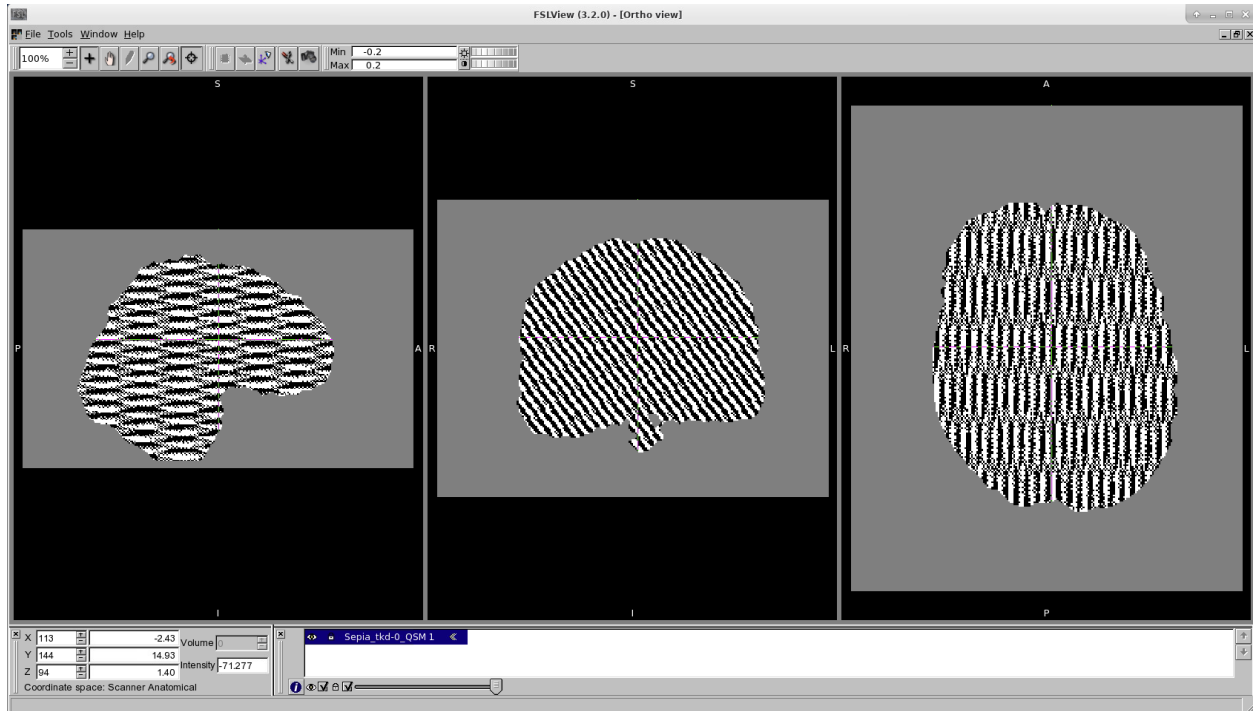 FSLView (3.2.0) - [Ortho view]
File Tools Window Help
100%
Min -0.2
Max 0.2
S S A
P A R L R L
I I P
X 113 -2.43 Volume 0
Y 144 14.93 Intensity -71.277
Z 94 1.40
Coordinate space: Scanner Anatomical
Sepia_tkd-0_QSM 1